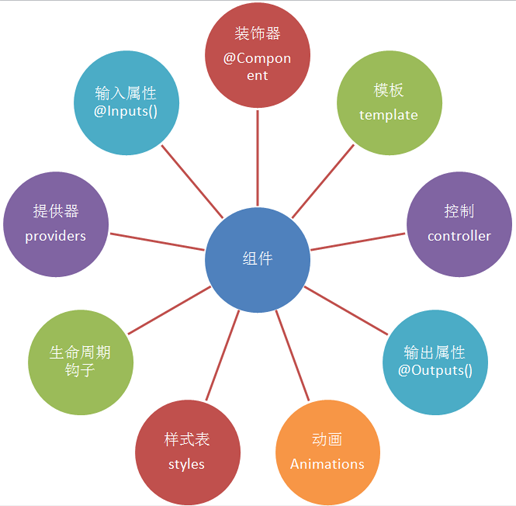 装饰器
@Compon
ent
模板
template
控制
controller
输出属性
@Outputs()
动画
Animations
样式表
styles
生命周期
钩子
提供器
providers
输入属性
@Inputs()
组件